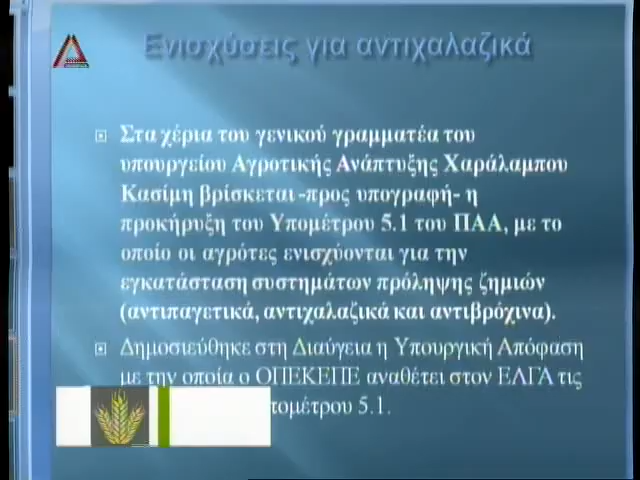 Ενισχύσεις για αντιχαλαζικά
Στα χέρια του γενικού γραμματέα του
υπουργείου Αγροτικής Ανάπτυξης Χαράλαμπου
Κασίμη βρίσκεται -προς υπογραφή- η
προκήρυξη του Υπομέτρου 5.1 του ΠΑΑ, με το
οποίο οι αγρότες ενισχύονται για την
εγκατάσταση συστημάτων πρόληψης ζημιών
(αντιπαγετικά, αντιχαλαζικά και αντιβρόχινα).
Δημοσιεύθηκε στη Διαύγεια η Υπουργική Απόφαση
με την οποία ο ΟΠΕΚΕΠΕ αναθέτει στον ΕΛΓΑ τις
5.1.